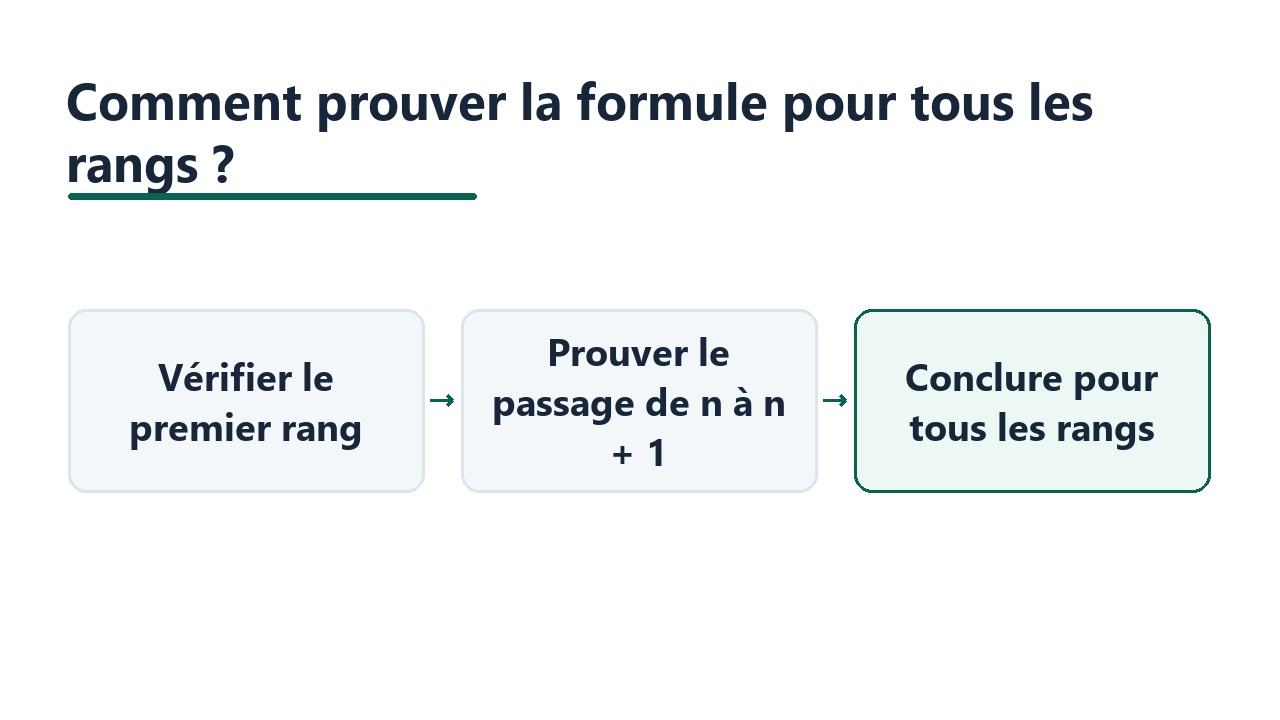 Comment prouver la formule pour tous les
rangs ?
Vérifier le
premier rang
→
Prouver le
passage de n à n
+ 1
→
Conclure pour
tous les rangs